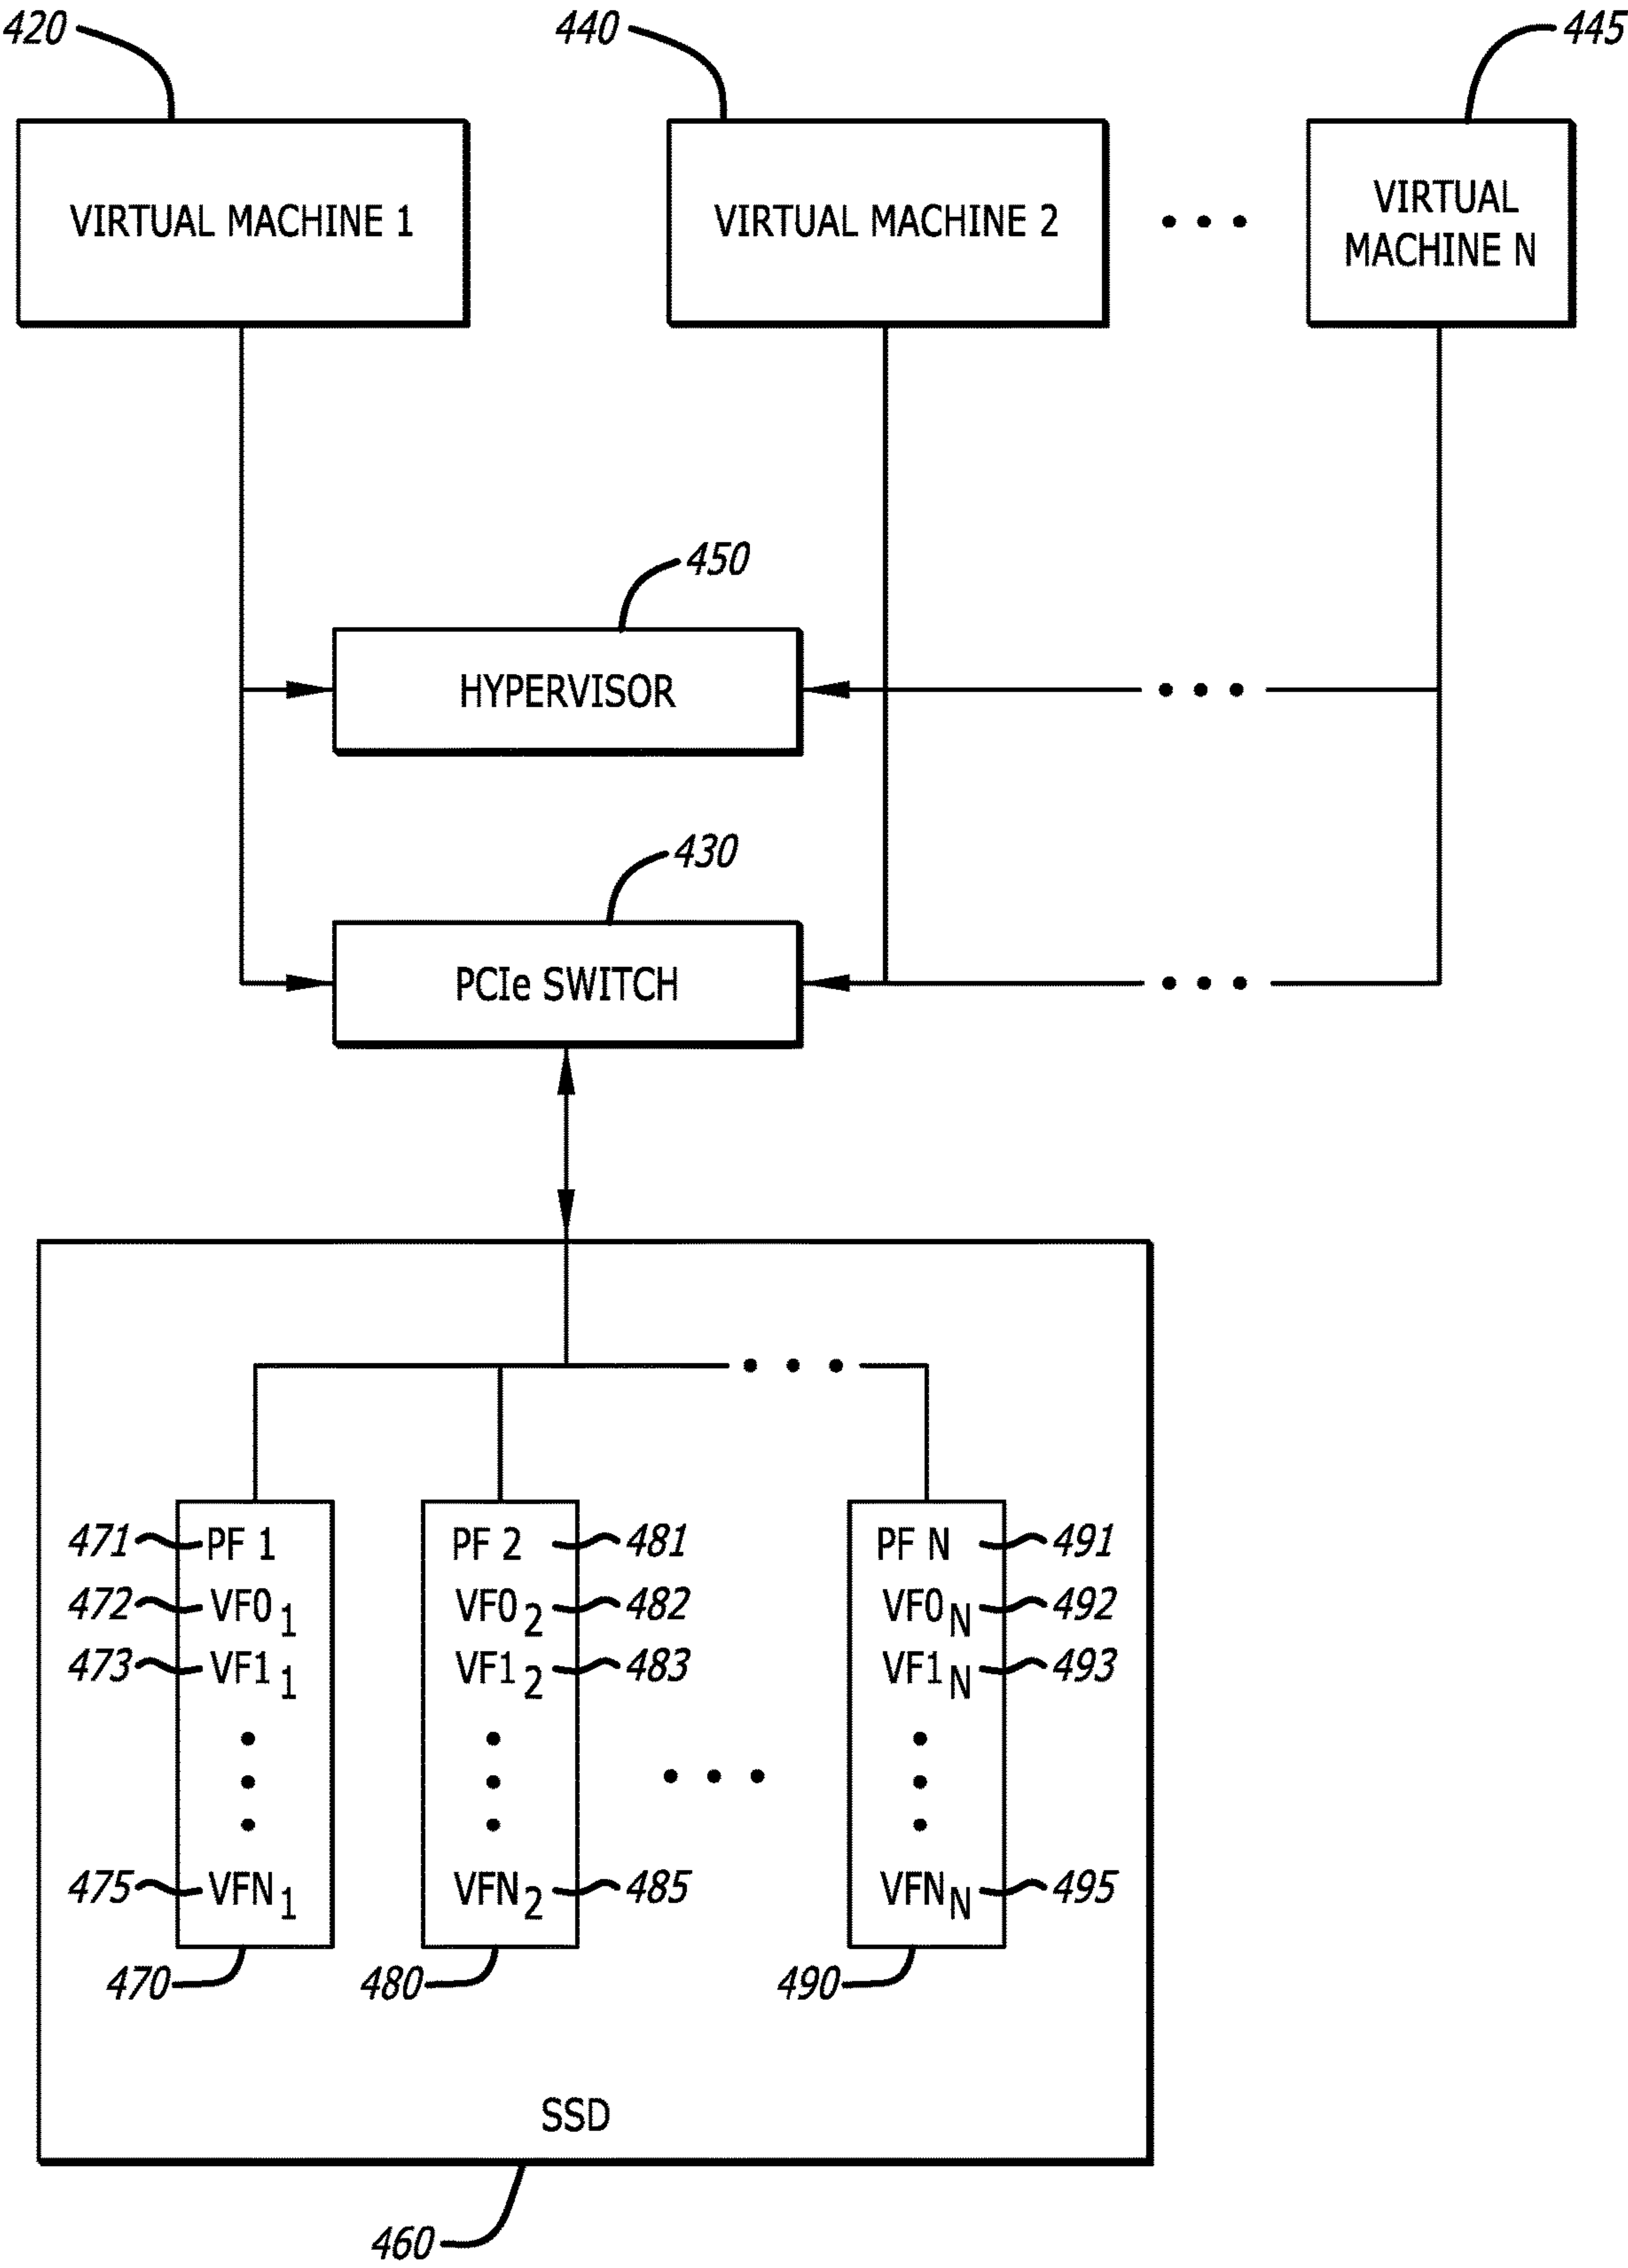 420
440
445
VIRTUAL MACHINE 1
VIRTUAL MACHINE 2
VIRTUAL
MACHINE N
450
HYPERVISOR
430
PCIe SWITCH
471 PF 1
472 VF0 1
473 VF1 1
475 VFN 1
470
PF 2 481
VF0 2 482
VF1 2 483
VFN 2 485
480
PF N 491
VF0 N 492
VF1 N 493
VFN N 495
490
SSD
460